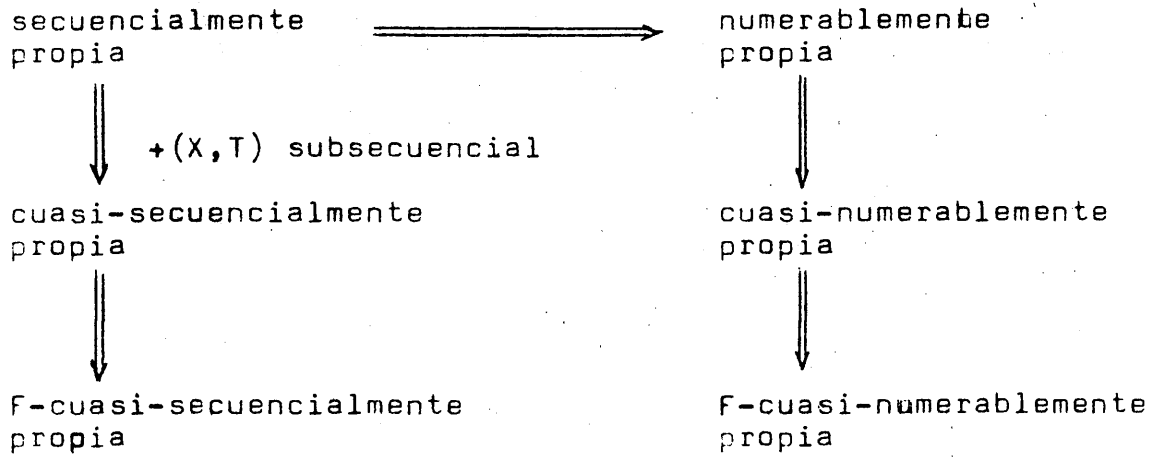 secuencialmente
propia
numerablemente
propia
+(X,T) subsecuencial
cuasi-secuencialmente
propia
cuasi-numerablemente
propia
F-cuasi-secuencialmente
propia
F-cuasi-numerablemente
propia